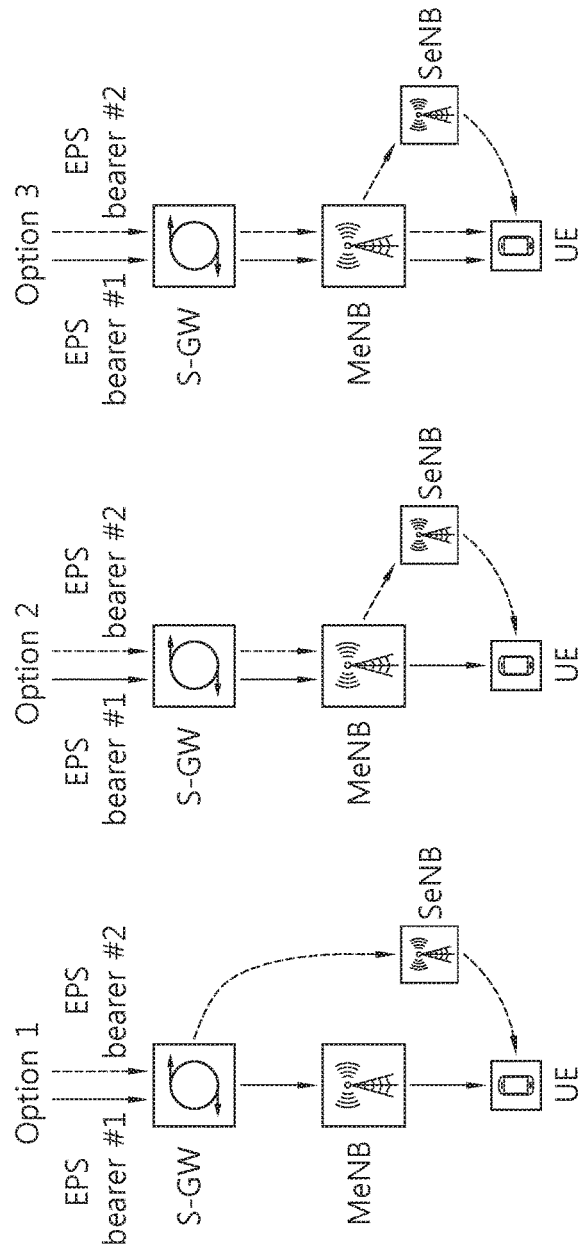 Option 1
EPS
bearer #1
EPS
bearer #2
S-GW
MeNB
SeNB
UE
Option 2
EPS
bearer #1
EPS
bearer #2
S-GW
MeNB
SeNB
UE
Option 3
EPS
bearer #1
EPS
bearer #2
S-GW
MeNB
SeNB
UE